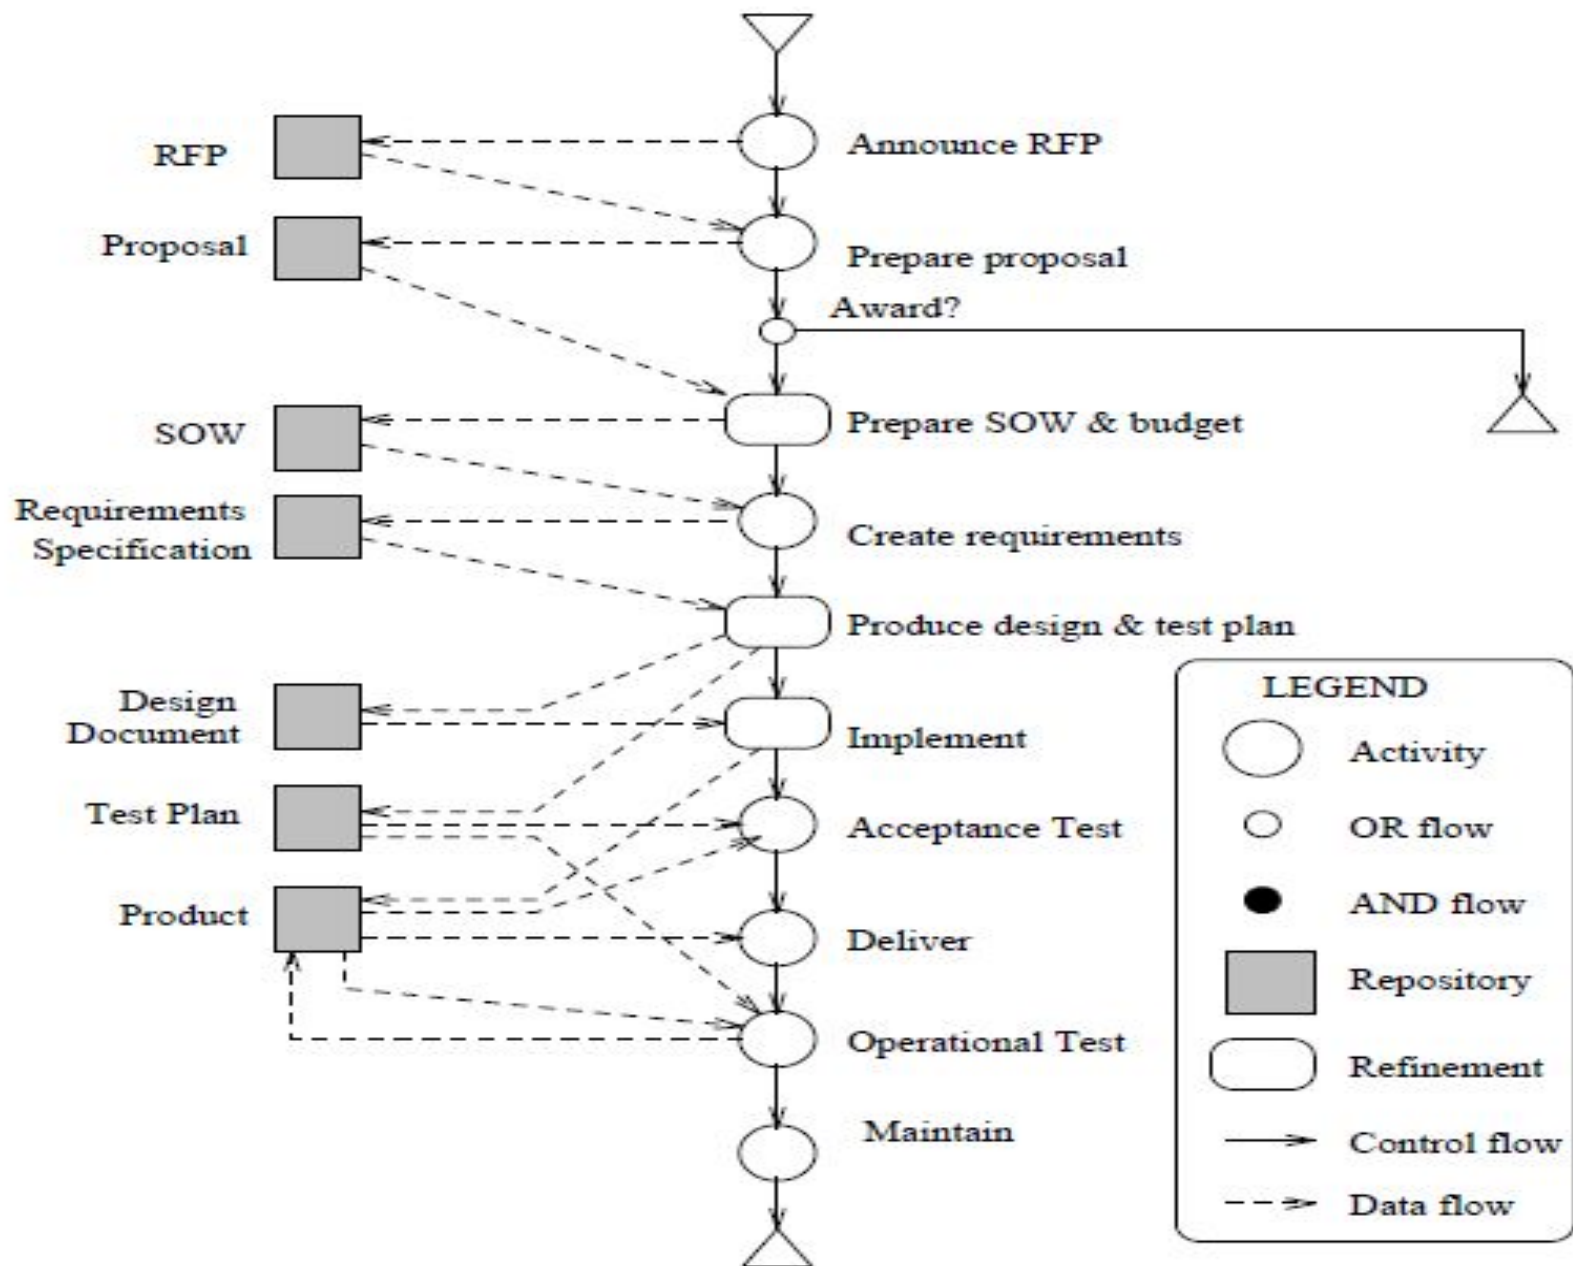 RFP
Announce RFP
Proposal
Prepare proposal
Award?
SOW
Prepare SOW & budget
Requirements
Specification
Create requirements
Produce design & test plan
Design
Document
Implement
Test Plan
Acceptance Test
Product
Deliver
Operational Test
Maintain
LEGEND
Activity
OR flow
AND flow
Repository
Refinement
Control flow
Data flow